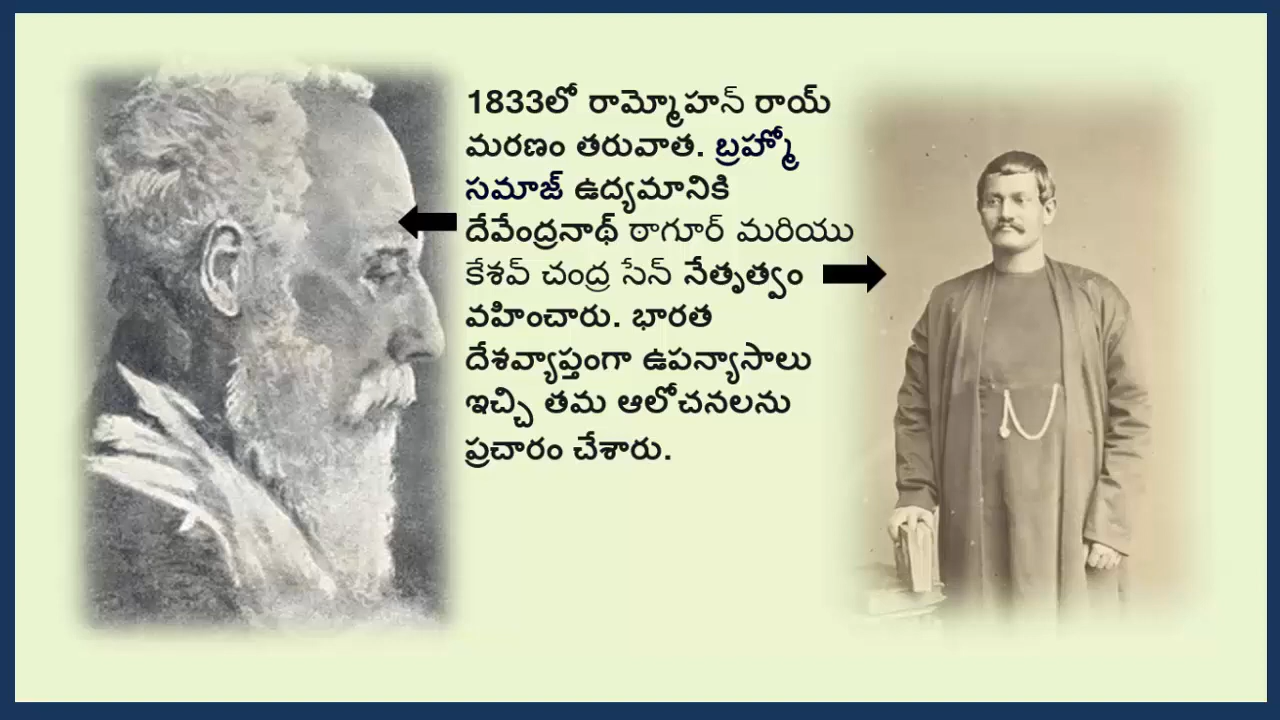 1833లో రామ్మోహన్ రాయ్
మరణం తరువాత. బ్రహ్మో
సమాజ్ ఉద్యమానికి
దేవేంద్రనాథ్ ఠాగూర్ మరియు
కేశవ్ చంద్ర సేన్ నేతృత్వం
వహించారు. భారత
దేశవ్యాప్తంగా ఉపన్యాసాలు
ఇచ్చి తమ ఆలోచనలను
ప్రచారం చేశారు.